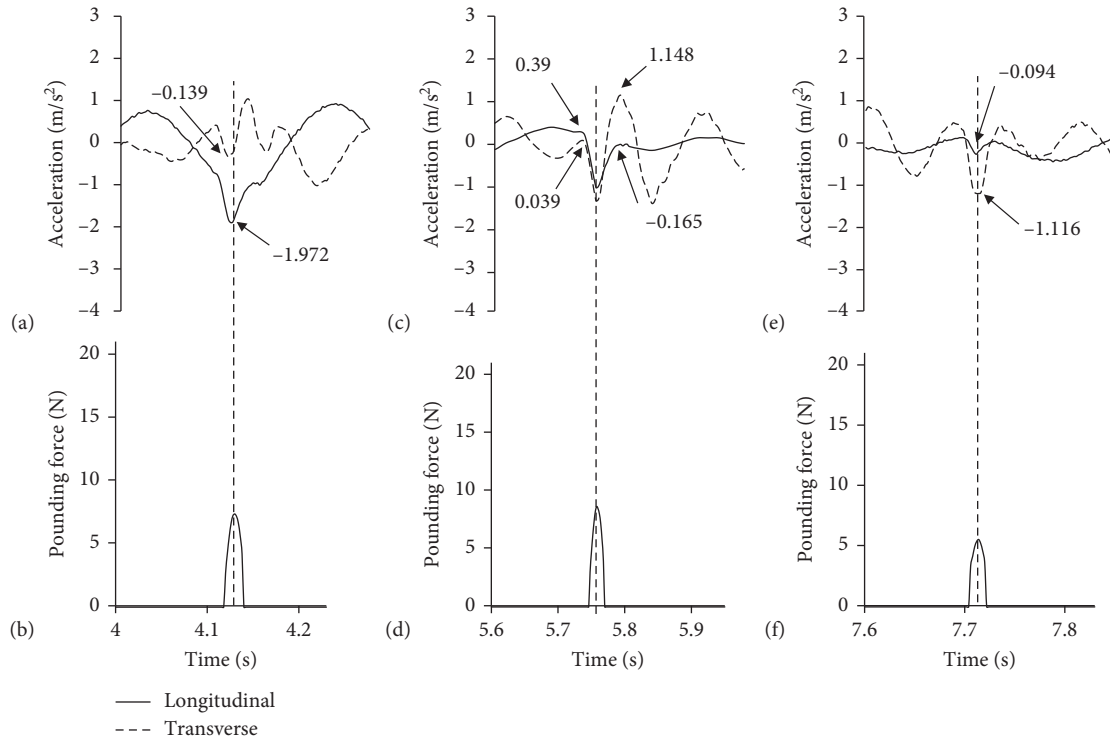 3
2
1
0
–1
–2
–3
–4
Acceleration (m/s²)
–0.139
–1.972
(a)
3
2
1
0
–1
–2
–3
–4
Acceleration (m/s²)
0.39
1.148
0.039
–0.165
(c)
3
2
1
0
–1
–2
–3
–4
Acceleration (m/s²)
–0.094
–1.116
(e)
20
15
10
5
0
Pounding force (N)
(b)
4 4.1 4.2
Time (s)
20
15
10
5
0
Pounding force (N)
(d)
5.6 5.7 5.8 5.9
Time (s)
20
15
10
5
0
Pounding force (N)
(f)
7.6 7.7 7.8
Time (s)
Longitudinal
Transverse